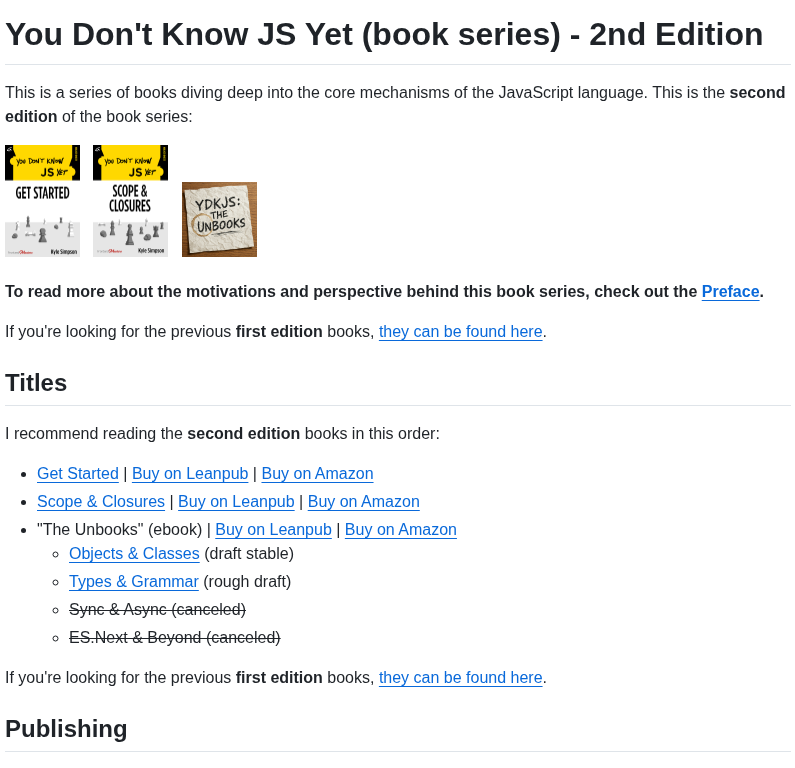 You Don't Know JS Yet (book series) - 2nd Edition
This is a series of books diving deep into the core mechanisms of the JavaScript language. This is the second
edition of the book series:
YOU DON'T KNOW
JS YET
GET STARTED
Kyle Simpson
YOU DON'T KNOW
JS YET
SCOPE &
CLOSURES
Kyle Simpson
YDKJS:
THE
UNBOOKS
To read more about the motivations and perspective behind this book series, check out the Preface.
If you're looking for the previous first edition books, they can be found here.
Titles
I recommend reading the second edition books in this order:
Get Started | Buy on Leanpub | Buy on Amazon
Scope & Closures | Buy on Leanpub | Buy on Amazon
"The Unbooks" (ebook) | Buy on Leanpub | Buy on Amazon
Objects & Classes (draft stable)
Types & Grammar (rough draft)
Sync & Async (canceled)
ES.Next & Beyond (canceled)
If you're looking for the previous first edition books, they can be found here.
Publishing